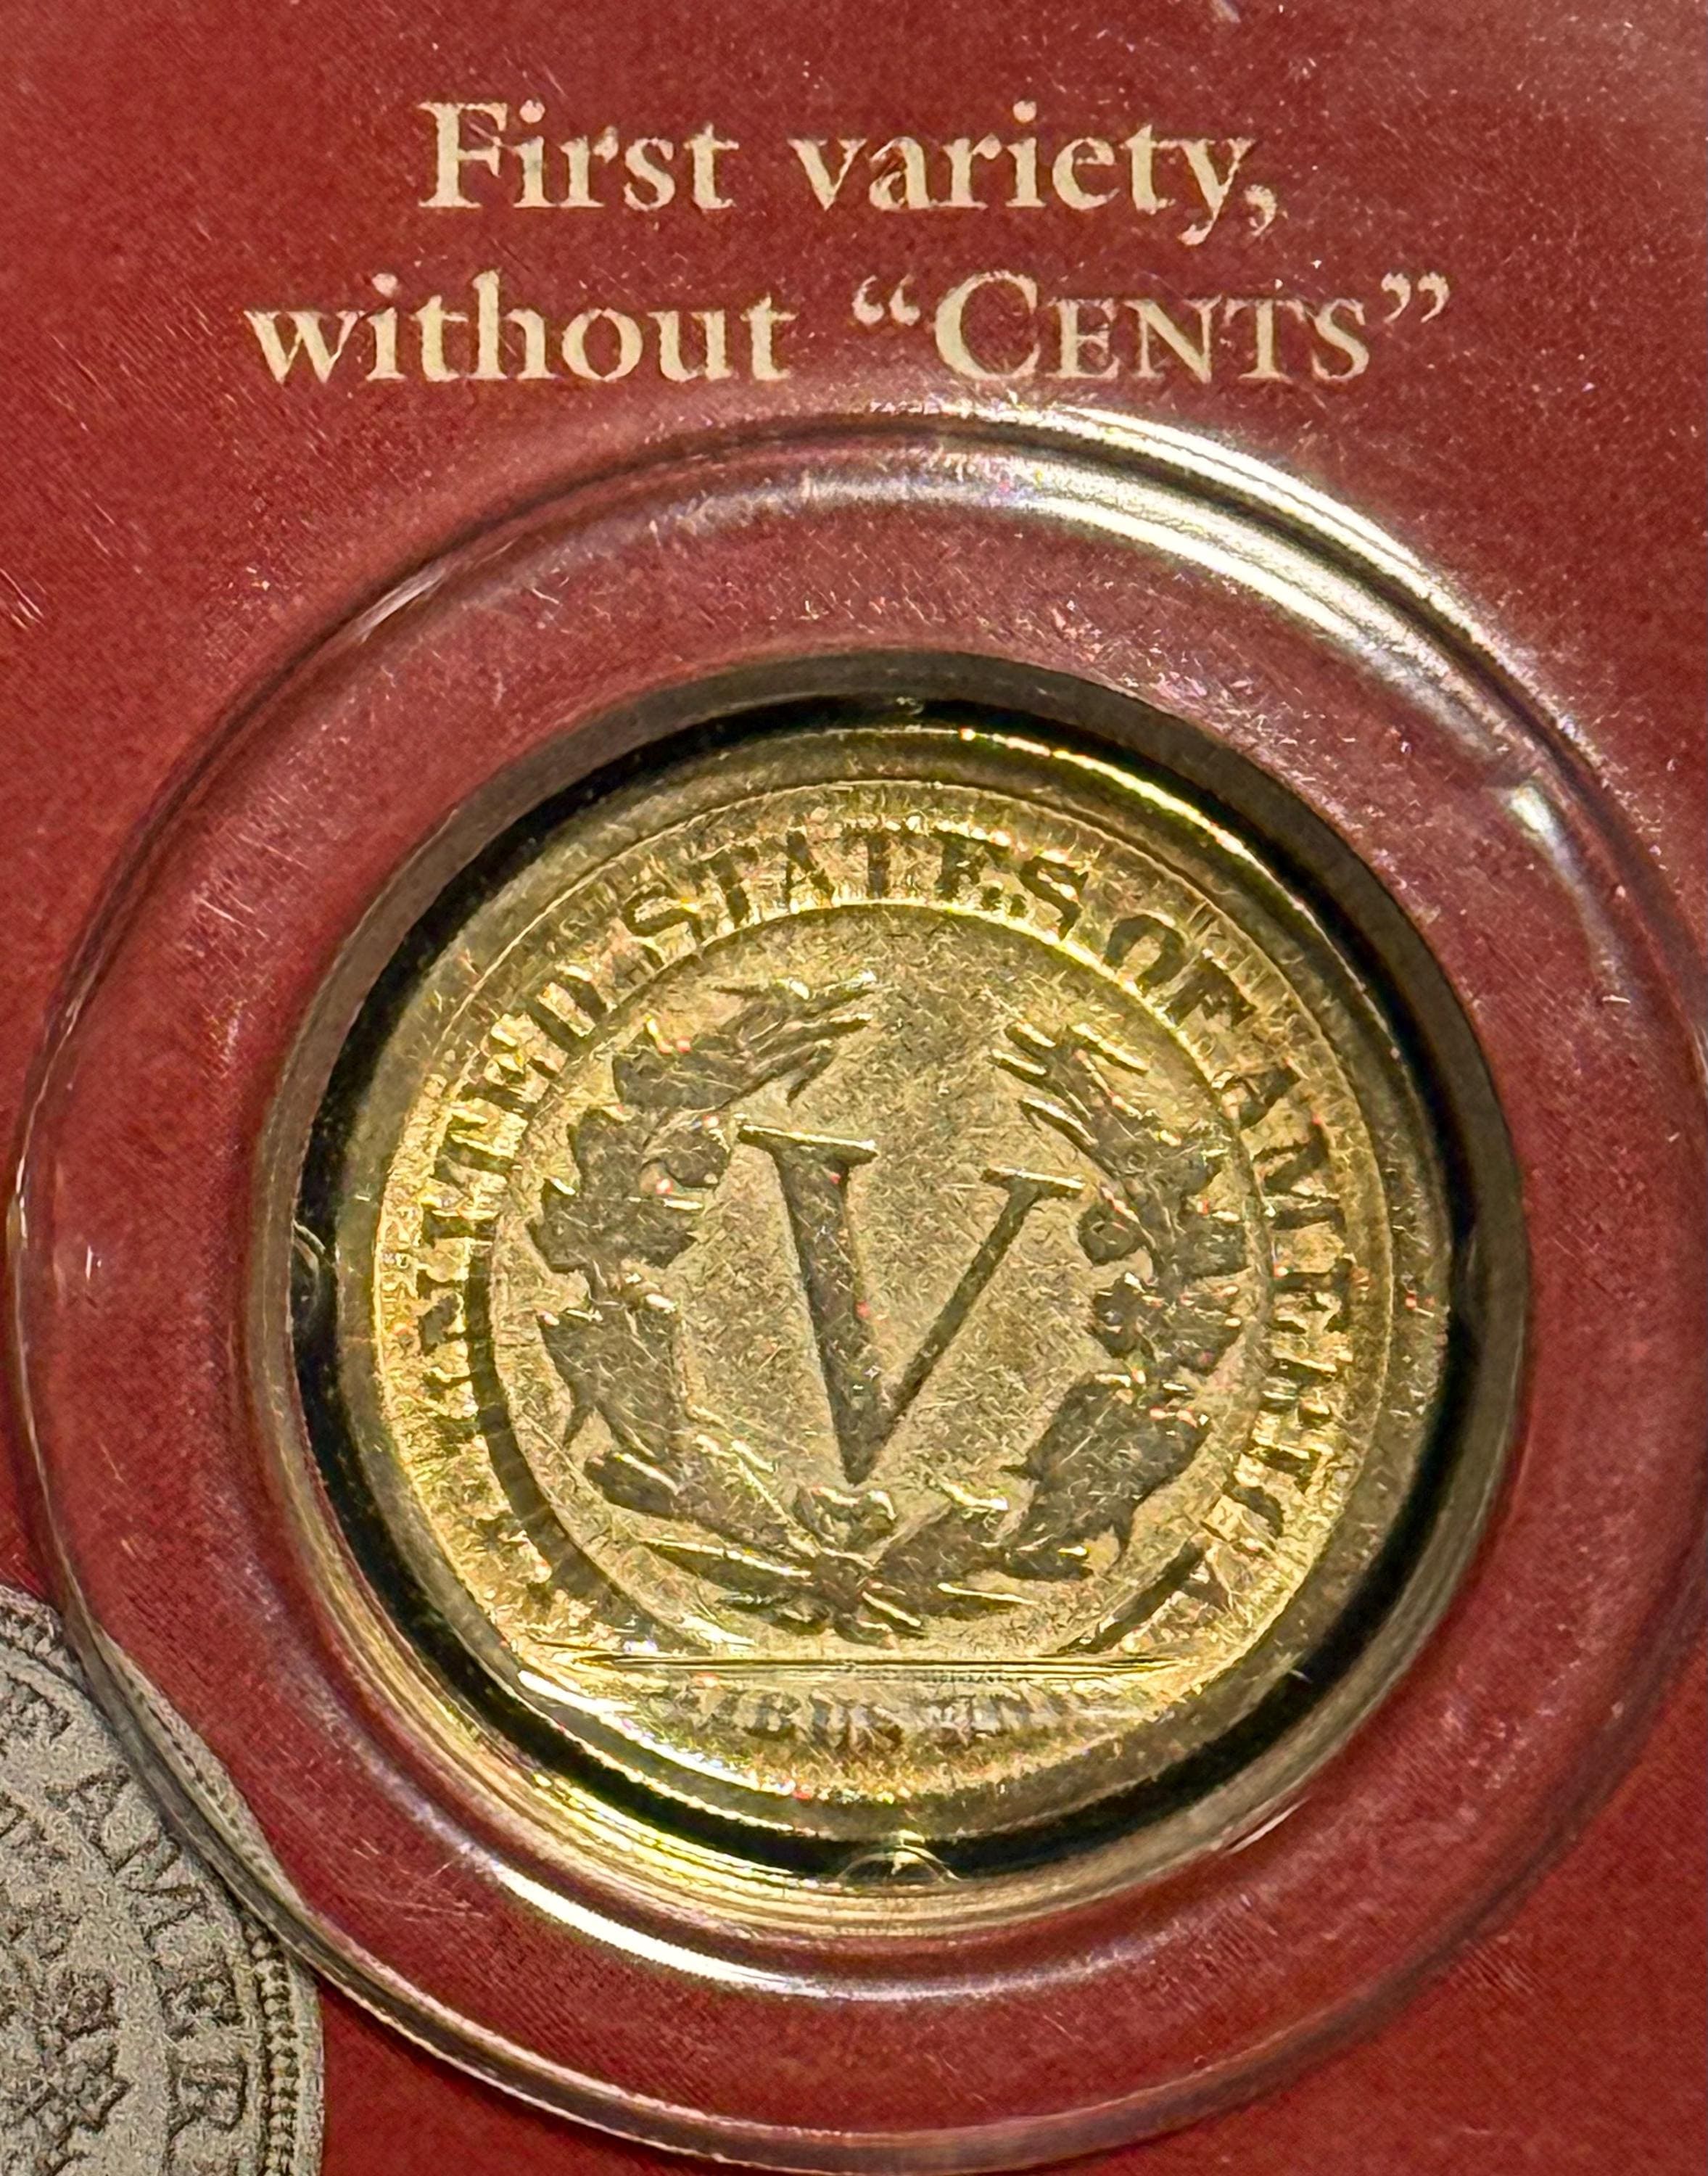 First variety,
without “CENTS”
UNITED STATES OF AMERICA
V